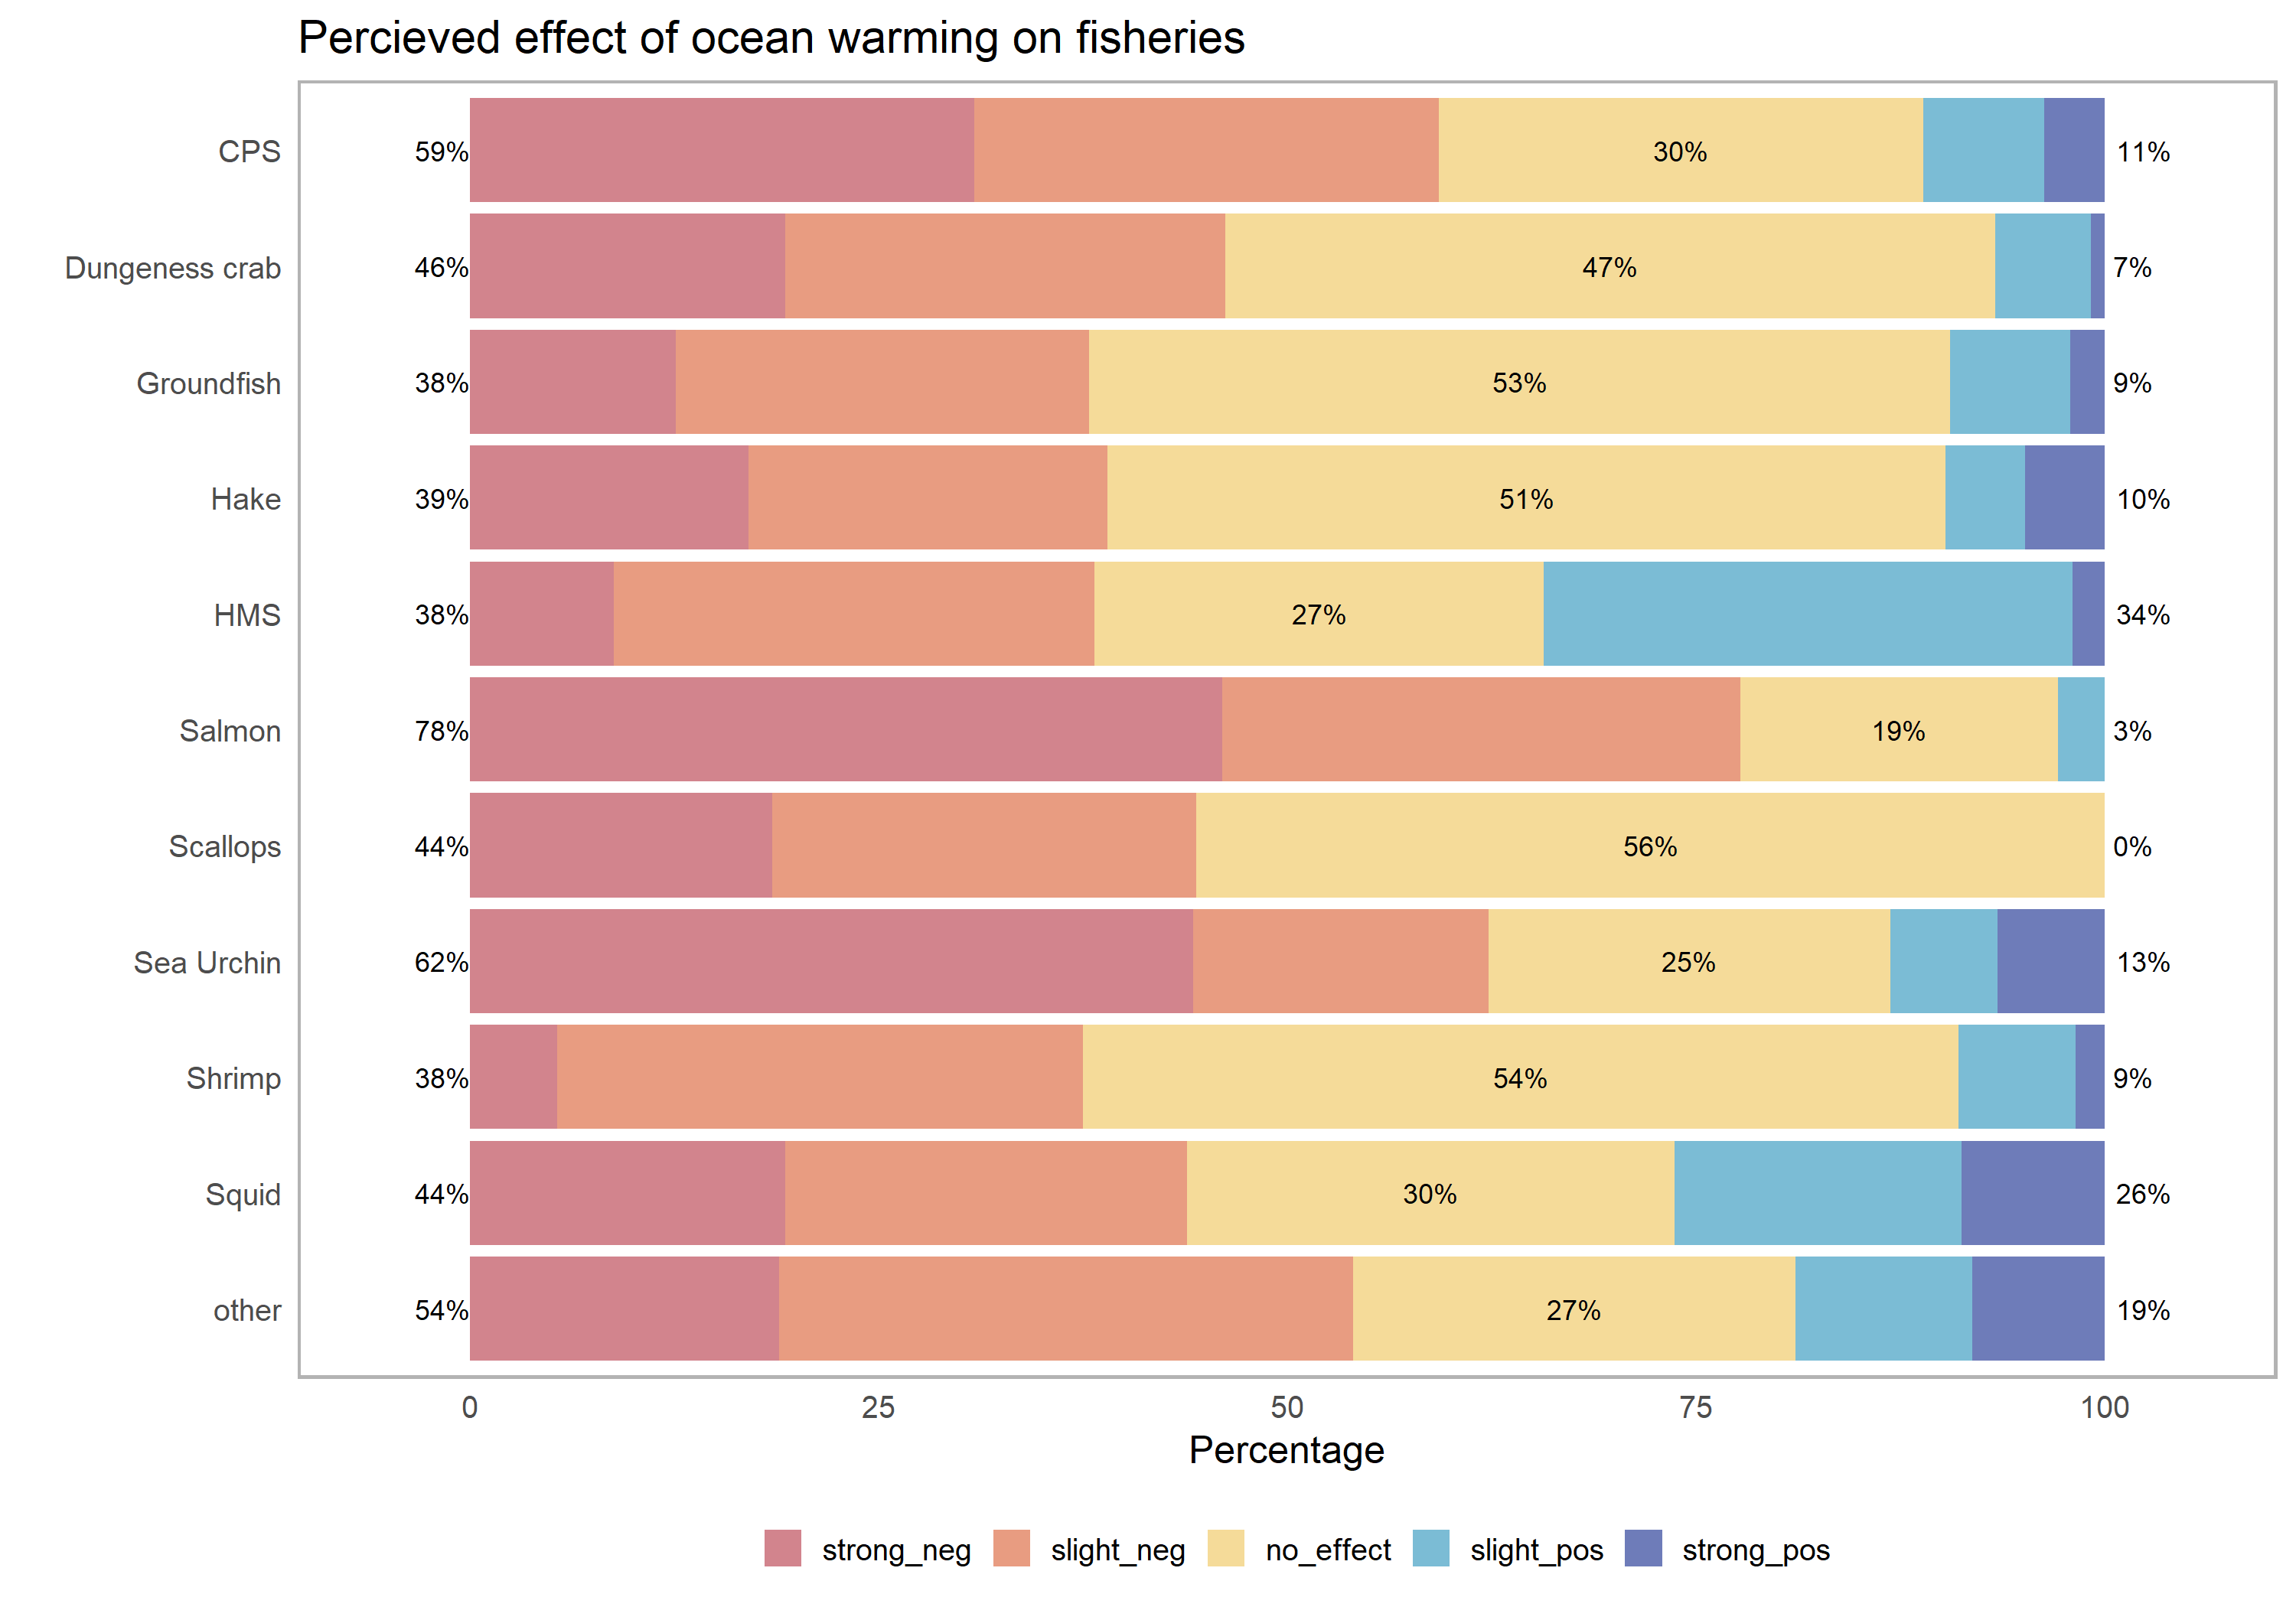 Percieved effect of ocean warming on fisheries
CPS 59% 30% 11%
Dungeness crab 46% 47% 7%
Groundfish 38% 53% 9%
Hake 39% 51% 10%
HMS 38% 27% 34%
Salmon 78% 19% 3%
Scallops 44% 56% 0%
Sea Urchin 62% 25% 13%
Shrimp 38% 54% 9%
Squid 44% 30% 26%
other 54% 27% 19%
0 25 50 75 100
Percentage
strong_neg slight_neg no_effect slight_pos strong_pos